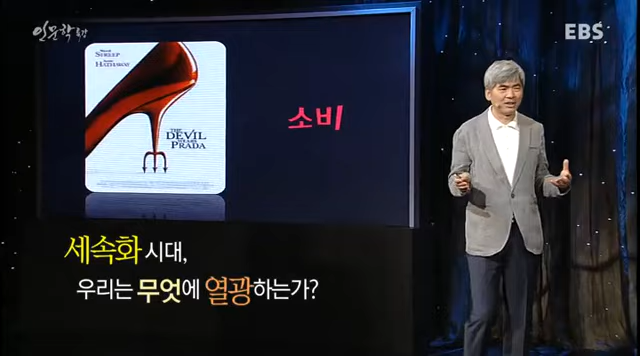 인문학 특강
EBS
Meryl STREEP
Anne HATHAWAY
THE
DEVIL
WEARS
PRADA
소비
세속화 시대,
우리는 무엇에 열광하는가?